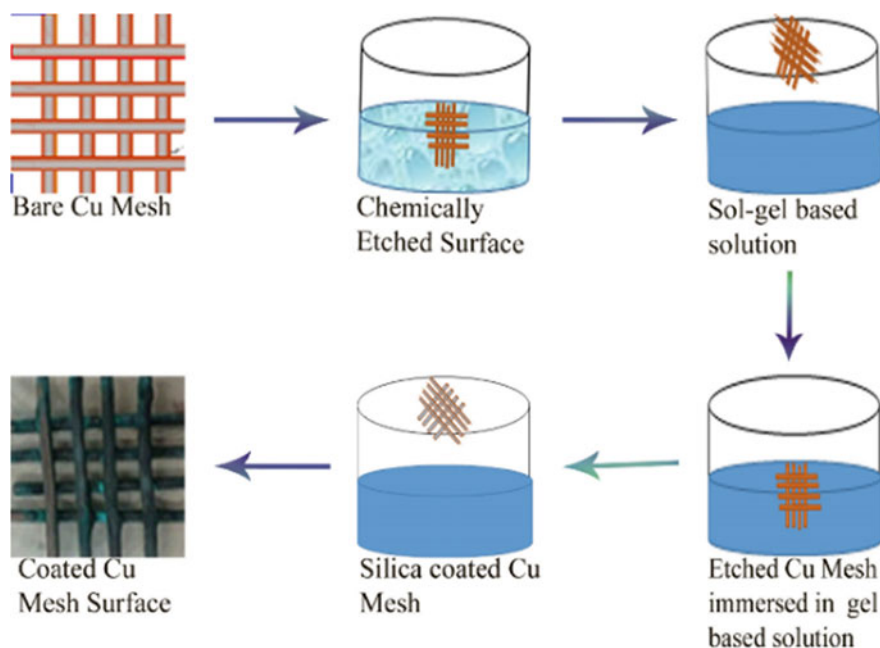 Bare Cu Mesh
Chemically
Etched Surface
Sol-gel based
solution
Etched Cu Mesh
immersed in gel
based solution
Silica coated Cu
Mesh
Coated Cu
Mesh Surface